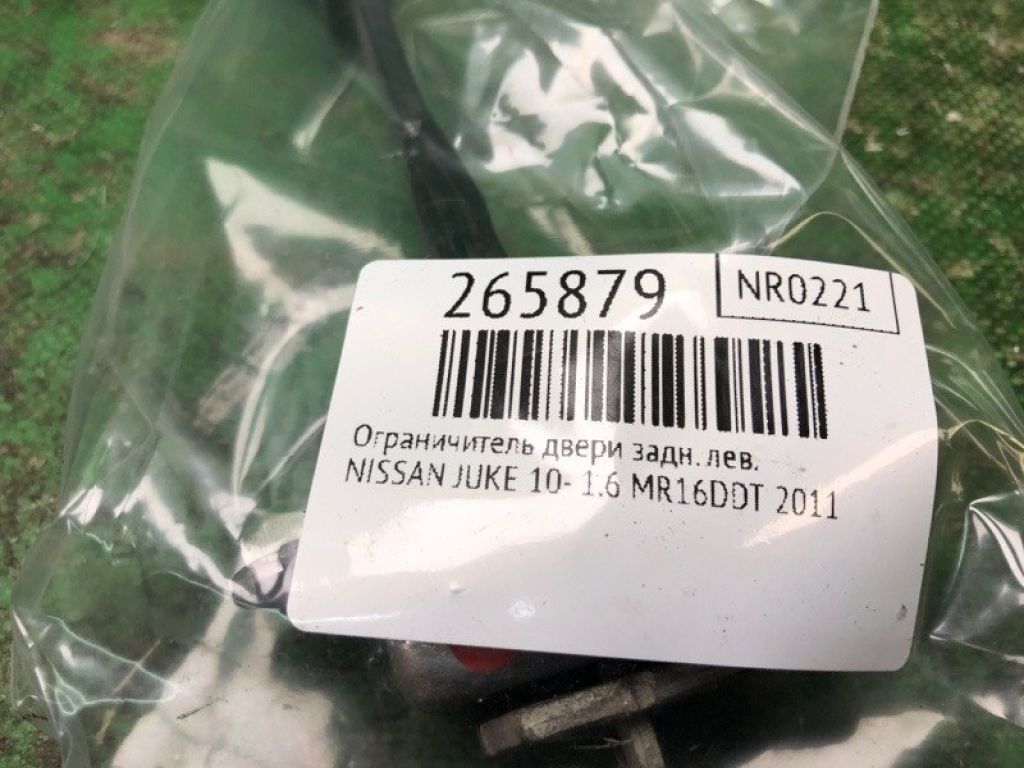 265879
NR0221
Ограничитель двери задн. лев.
NISSAN JUKE 10- 1.6 MR16DDT 2011